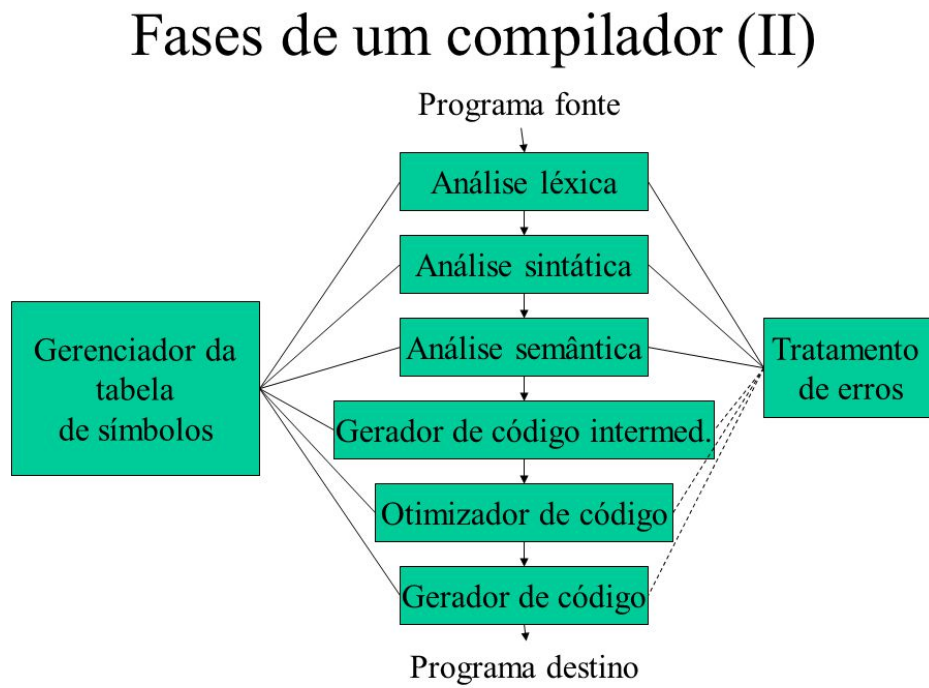 Fases de um compilador (II)
Programa fonte
Análise léxica
Análise sintática
Análise semântica
Gerador de código intermed.
Otimizador de código
Gerador de código
Programa destino
Gerenciador da
tabela
de símbolos
Tratamento
de erros